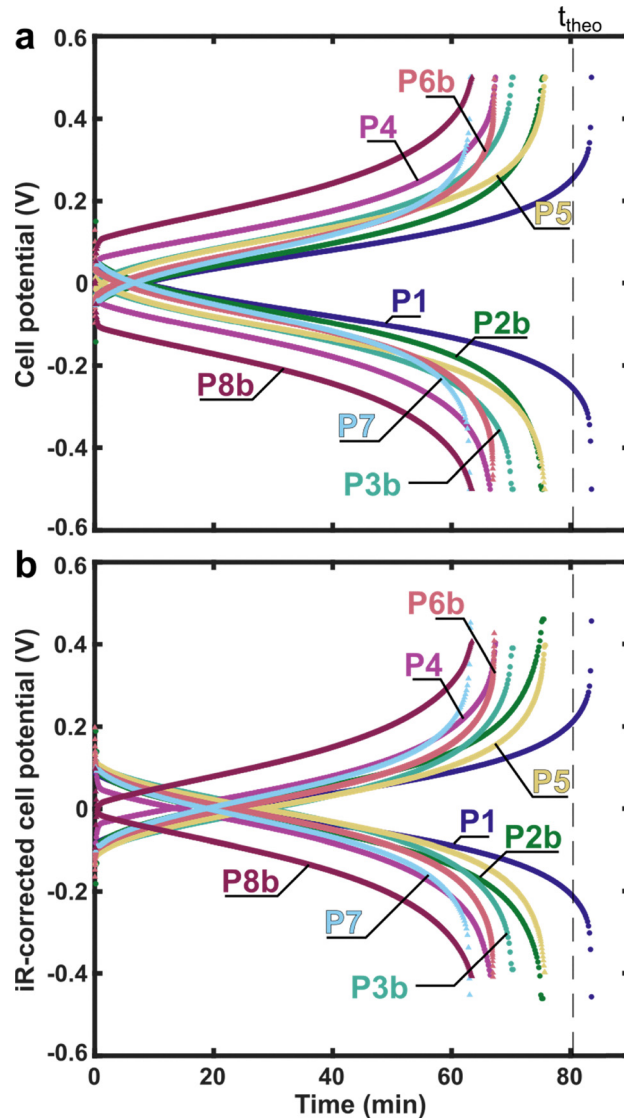 a
t_theo
0.6
P6b
0.4
P4
0.2
P5
Cell potential (V)
0
P1
P2b
-0.2
P8b
P7
-0.4
P3b
-0.6
b
0.6
P6b
0.4
P4
0.2
P5
iR-corrected cell potential (V)
0
P1
P2b
-0.2
P8b
P7
-0.4
P3b
-0.6
0 20 40 60 80
Time (min)